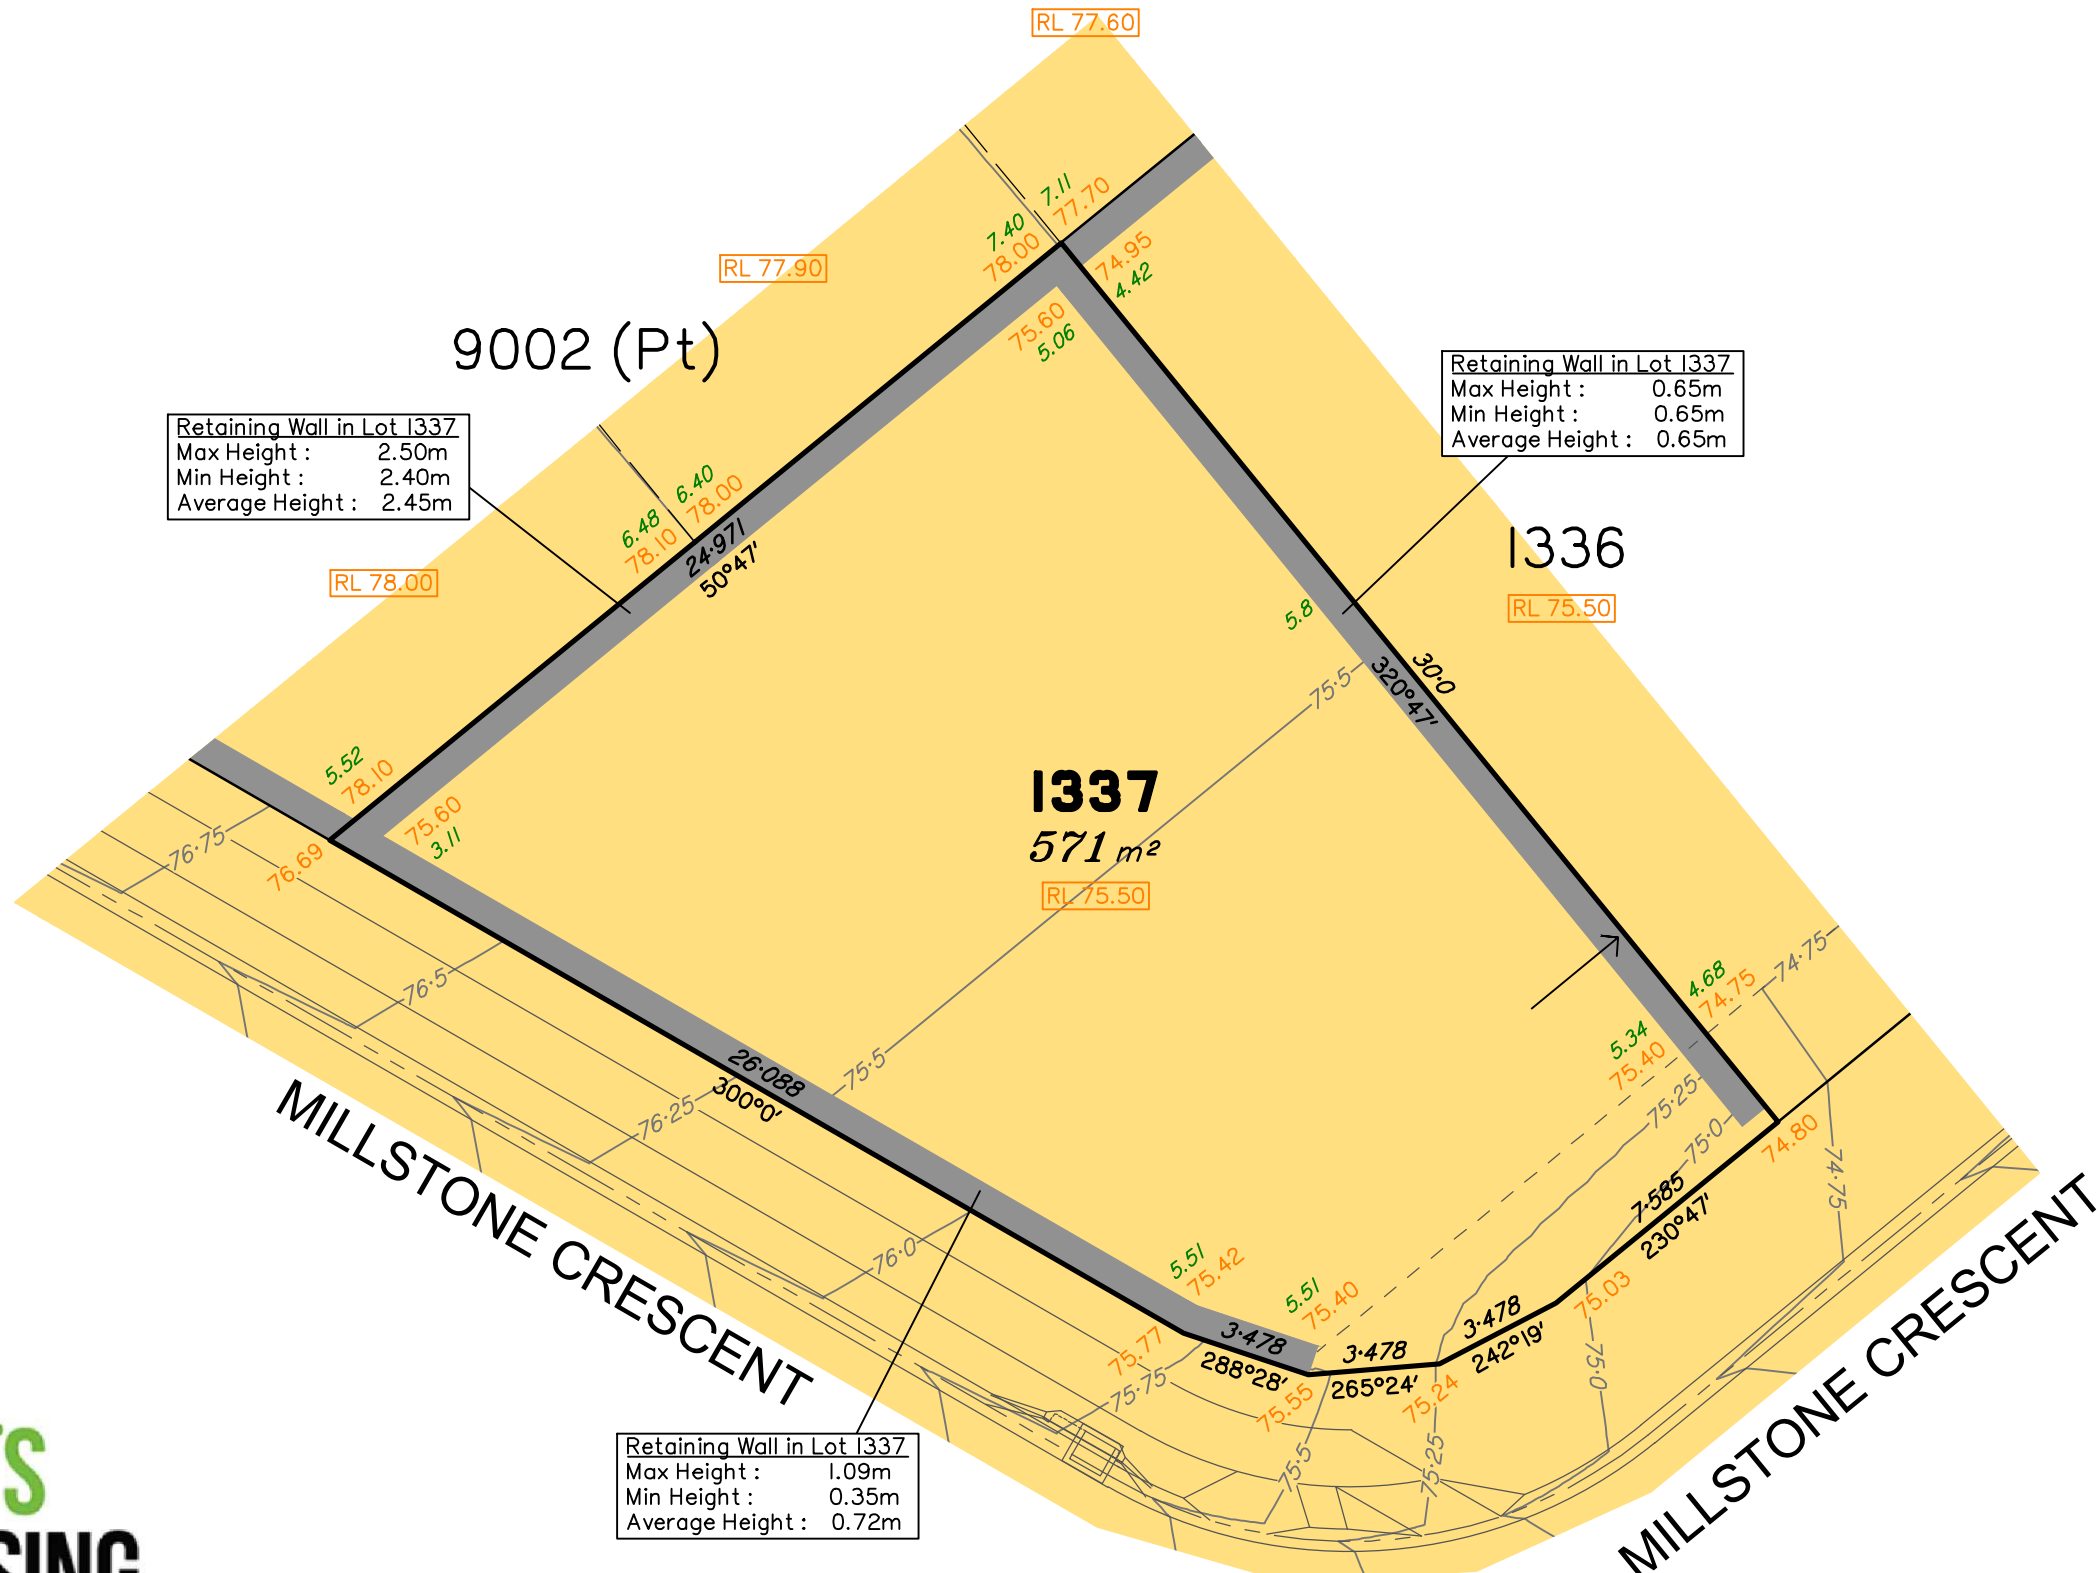 RL 77.60
7.11
77.70
7.40
78.00
74.95
4.42
RL 77.90
75.60
5.06
9002 (Pt)
Retaining Wall in Lot 1337
Max Height : 0.65m
Min Height : 0.65m
Average Height : 0.65m
Retaining Wall in Lot 1337
Max Height : 2.50m
Min Height : 2.40m
Average Height : 2.45m
6.40
78.00
6.48
78.10
24·971
50°47'
1336
RL 78.00
RL 75.50
5.8
30·0
320°47'
75·5
5.52
78.10
1337
571 m²
RL 75.50
75.60
3.11
76·75
76.69
76·5
4.68
74.75
74·75
5.34
75.40
75·25
75·0
74.80
26·088
300°0'
75·5
76·25
MILLSTONE CRESCENT
74·75
7·585
230°47'
76·0
5.51
75.42
5.51
75.40
75.03
3·478
242°19'
3·478
288°28'
3·478
265°24'
75.77
75·75
75.55
75.24
75·0
75·5
75·25
MILLSTONE CRESCENT
Retaining Wall in Lot 1337
Max Height : 1.09m
Min Height : 0.35m
Average Height : 0.72m
TS
SING